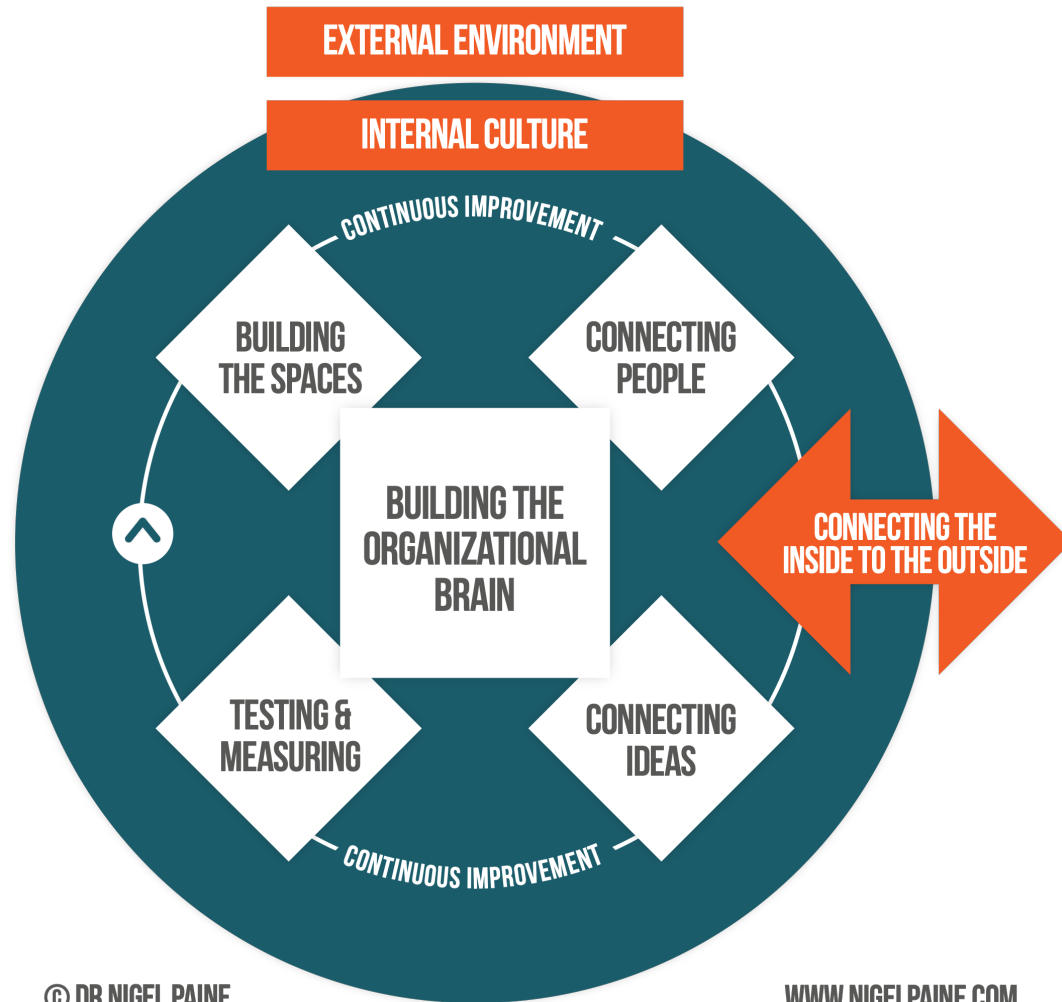 EXTERNAL ENVIRONMENT
INTERNAL CULTURE
CONTINUOUS IMPROVEMENT
BUILDING
THE SPACES
CONNECTING
PEOPLE
BUILDING THE
ORGANIZATIONAL
BRAIN
CONNECTING THE
INSIDE TO THE OUTSIDE
TESTING &
MEASURING
CONNECTING
IDEAS
CONTINUOUS IMPROVEMENT
© DR NIGEL PAINE
WWW.NIGELPAINE.COM